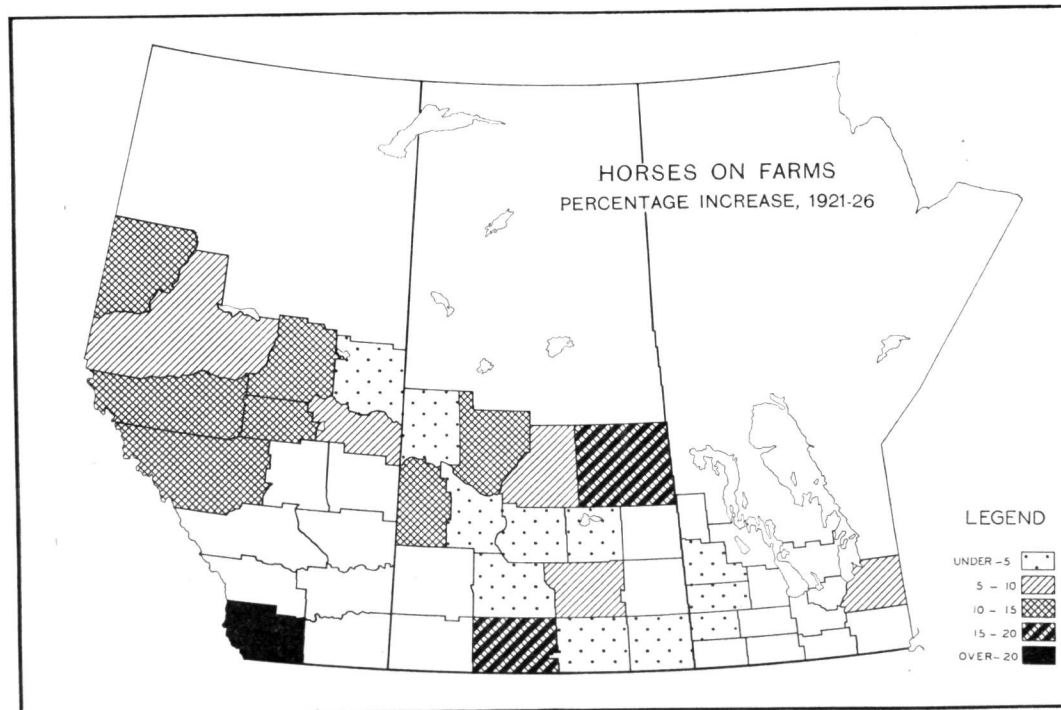 HORSES ON FARMS
PERCENTAGE INCREASE, 1921-26
LEGEND
UNDER-5
5 - 10
10 - 15
15 - 20
OVER-20